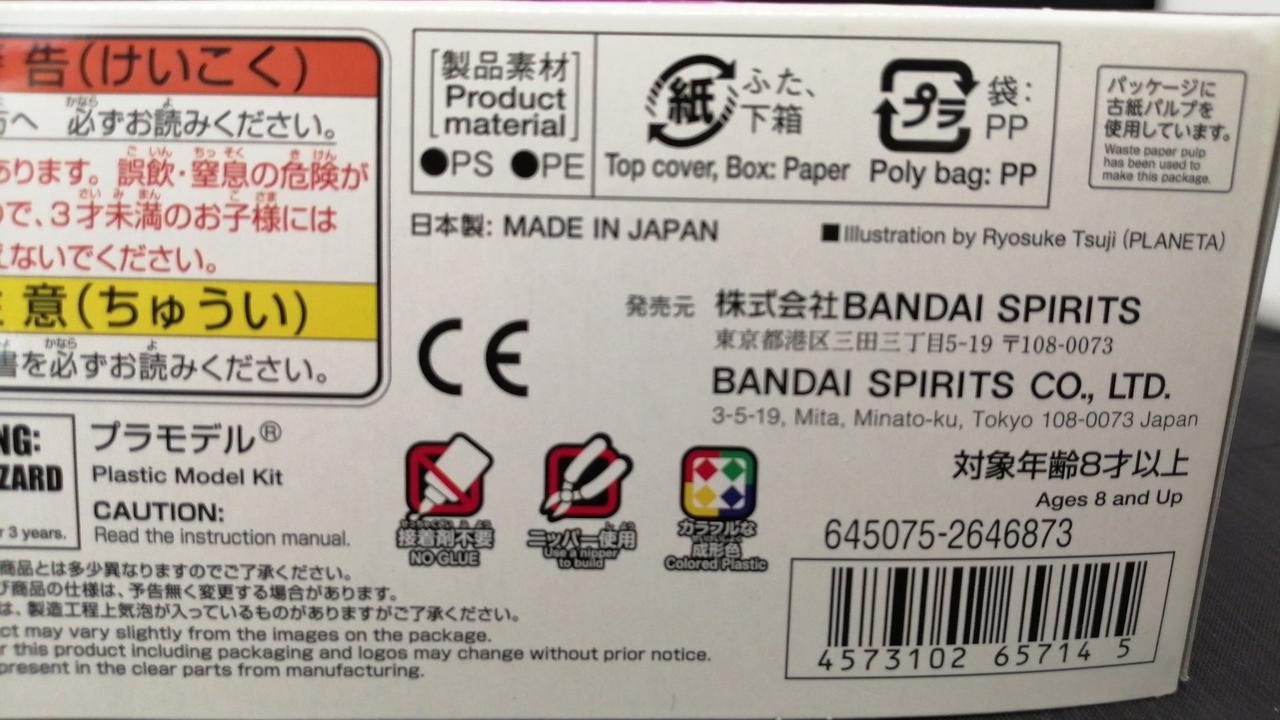 告(けいこく)
へ 必ずお読みください。
あります。誤飲・窒息の危険が
で、3才未満のお子様には
ないでください。
意(ちゅうい)
書を必ずお読みください。
[製品素材
Product
material]
●PS ●PE
紙
ふた、
下箱
Top cover, Box: Paper
プラ
袋:
PP
Poly bag: PP
パッケージに
古紙パルプを
使用しています。
Waste paper pulp
has been used to
make this package.
日本製: MADE IN JAPAN
■Illustration by Ryosuke Tsuji (PLANETA)
CE
発売元 株式会社BANDAI SPIRITS
東京都港区三田三丁目5-19 〒108-0073
BANDAI SPIRITS CO., LTD.
3-5-19, Mita, Minato-ku, Tokyo 108-0073 Japan
NG:
ZARD
3 years.
プラモデル®
Plastic Model Kit
CAUTION:
Read the instruction manual.
接着剤不要
NO GLUE
ニッパー使用
Use a nipper
to build
カラフルな
成形色
Colored Plastic
対象年齢8才以上
Ages 8 and Up
645075-2646873
4573102 65714 5
商品とは多少異なりますのでご了承ください。
び商品の仕様は、予告無く変更する場合があります。
は、製造工程上気泡が入っているものがありますがご了承ください。
ct may vary slightly from the images on the package.
r this product including packaging and logos may change without prior notice.
present in the clear parts from manufacturing.